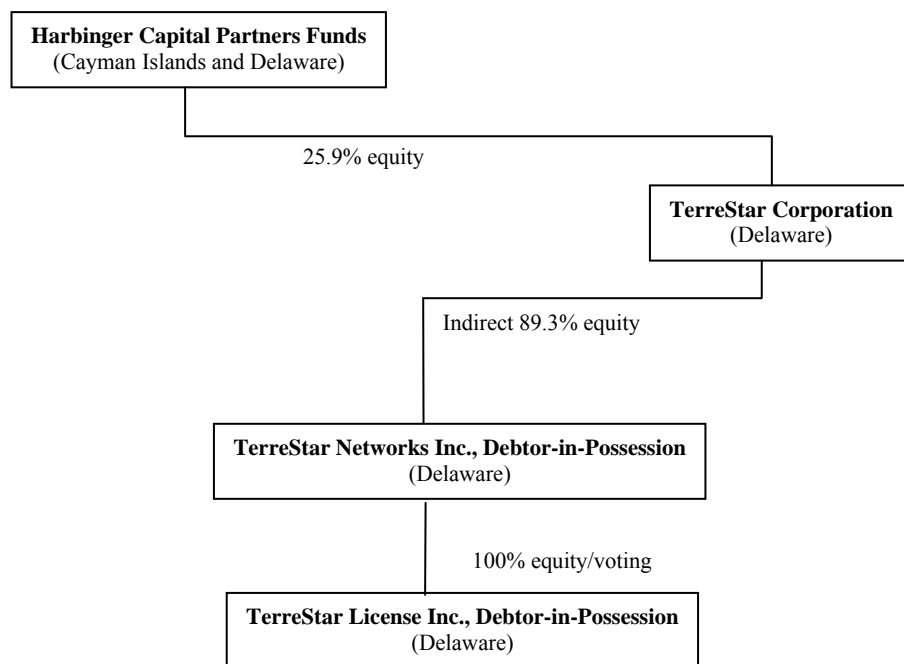 Harbinger Capital Partners Funds
(Cayman Islands and Delaware)
25.9% equity
TerreStar Corporation
(Delaware)
Indirect 89.3% equity
TerreStar Networks Inc., Debtor-in-Possession
(Delaware)
100% equity/voting
TerreStar License Inc., Debtor-in-Possession
(Delaware)